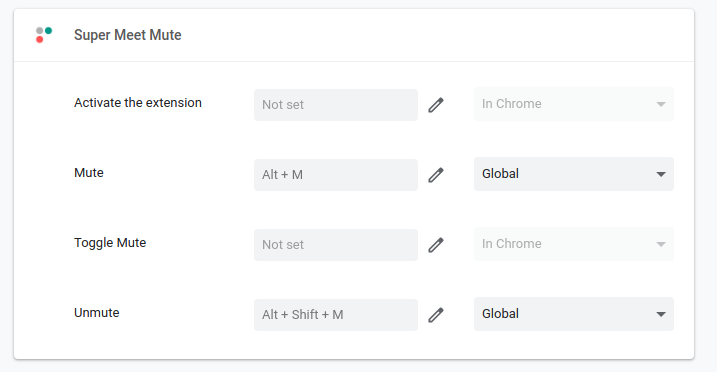 Super Meet Mute
Activate the extension Not set In Chrome
Mute Alt + M Global
Toggle Mute Not set In Chrome
Unmute Alt + Shift + M Global